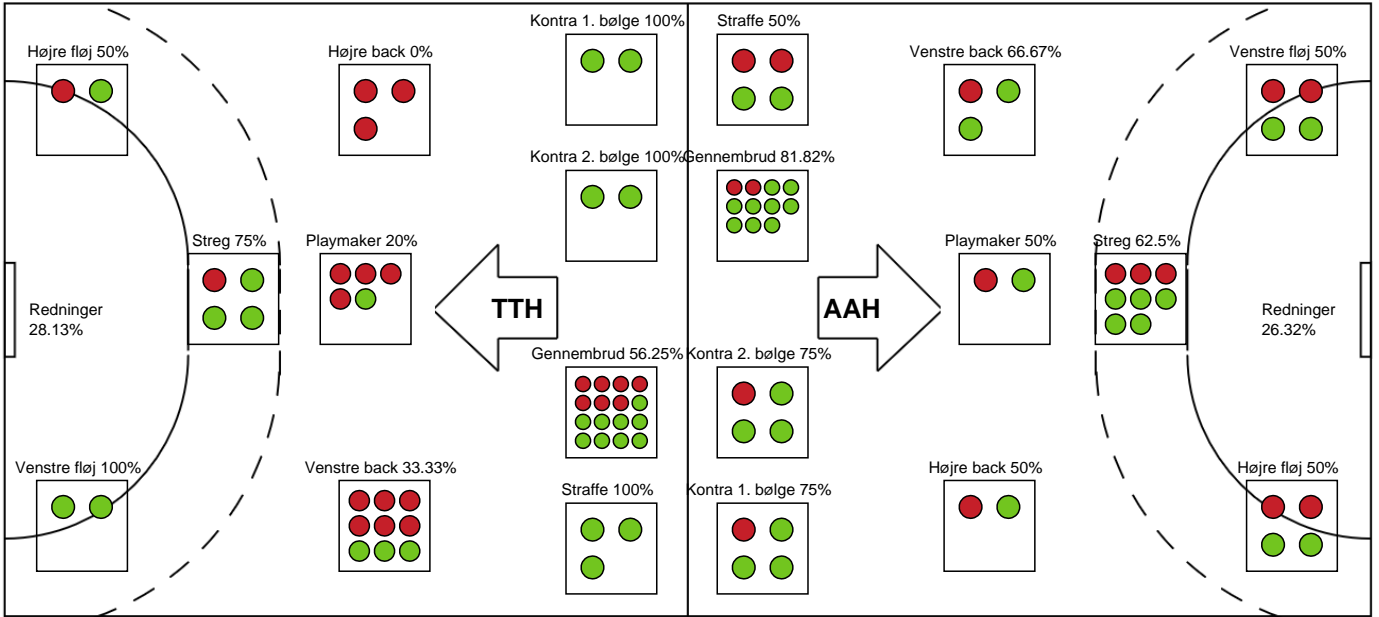 Kontra 1. bølge 100%
Straffe 50%
Højre fløj 50%
Højre back 0%
Venstre back 66.67%
Venstre fløj 50%
Kontra 2. bølge 100%
Gennembrud 81.82%
Streg 75%
Playmaker 20%
Playmaker 50%
Streg 62.5%
Redninger
28.13%
TTH
AAH
Redninger
26.32%
Gennembrud 56.25%
Kontra 2. bølge 75%
Venstre fløj 100%
Venstre back 33.33%
Straffe 100%
Kontra 1. bølge 75%
Højre back 50%
Højre fløj 50%